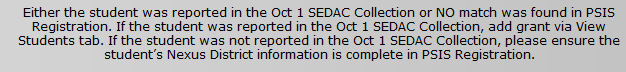 Either the student was reported in the Oct 1 SEDAC Collection or NO match was found in PSIS
Registration. If the student was reported in the Oct 1 SEDAC Collection, add grant via View
Students tab. If the student was not reported in the Oct 1 SEDAC Collection, please ensure the
student's Nexus District information is complete in PSIS Registration.